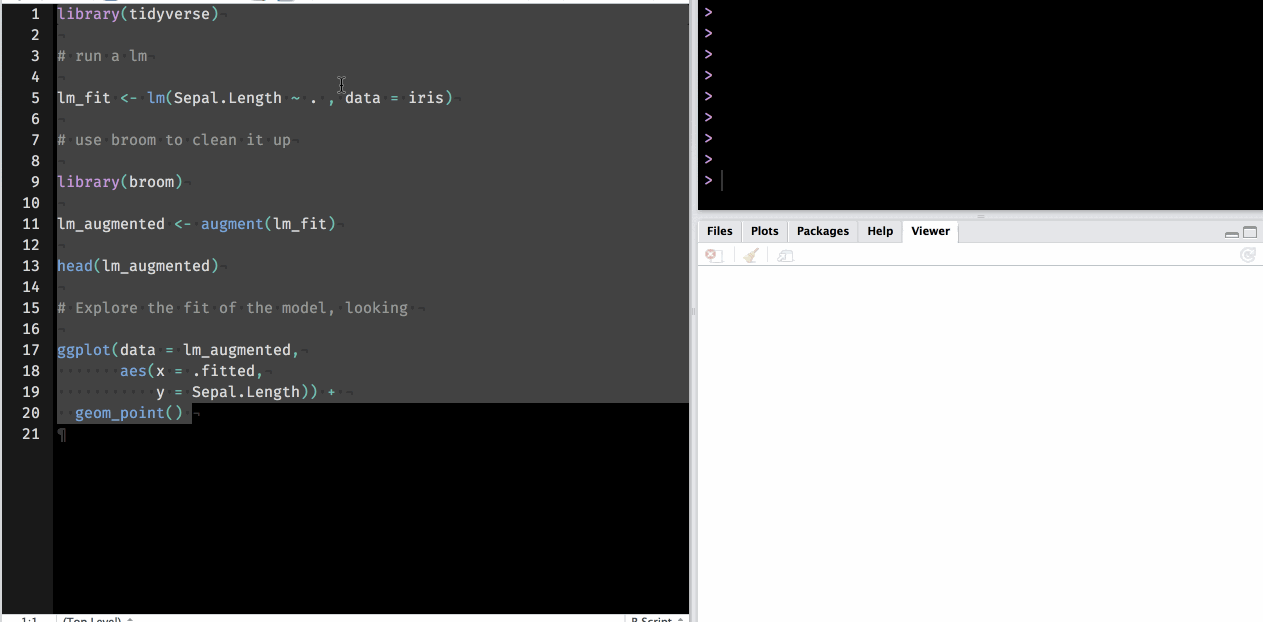 1 library(tidyverse)
2
3 # run a lm
4
5 lm_fit <- lm(Sepal.Length ~ . , data = iris)
6
7 # use broom to clean it up
8
9 library(broom)
10
11 lm_augmented <- augment(lm_fit)
12
13 head(lm_augmented)
14
15 # Explore the fit of the model, looking
16
17 ggplot(data = lm_augmented,
18 aes(x = .fitted,
19 y = Sepal.Length)) +
20 geom_point()
21 ¶
1:1 (Top Level) R Script
>
>
>
>
>
>
>
>
>
Files Plots Packages Help Viewer